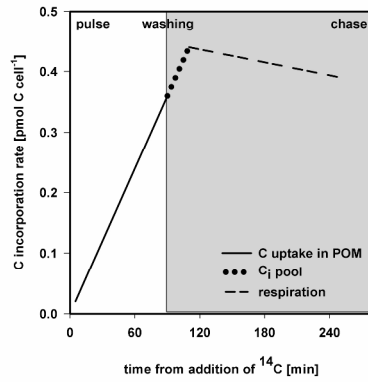 pulse washing chase
C incorporation rate [pmol C cell⁻¹]
0.5
0.4
0.3
0.2
0.1
0.0
C uptake in POM
Cᵢ pool
respiration
0 60 120 180 240
time from addition of ¹⁴C [min]